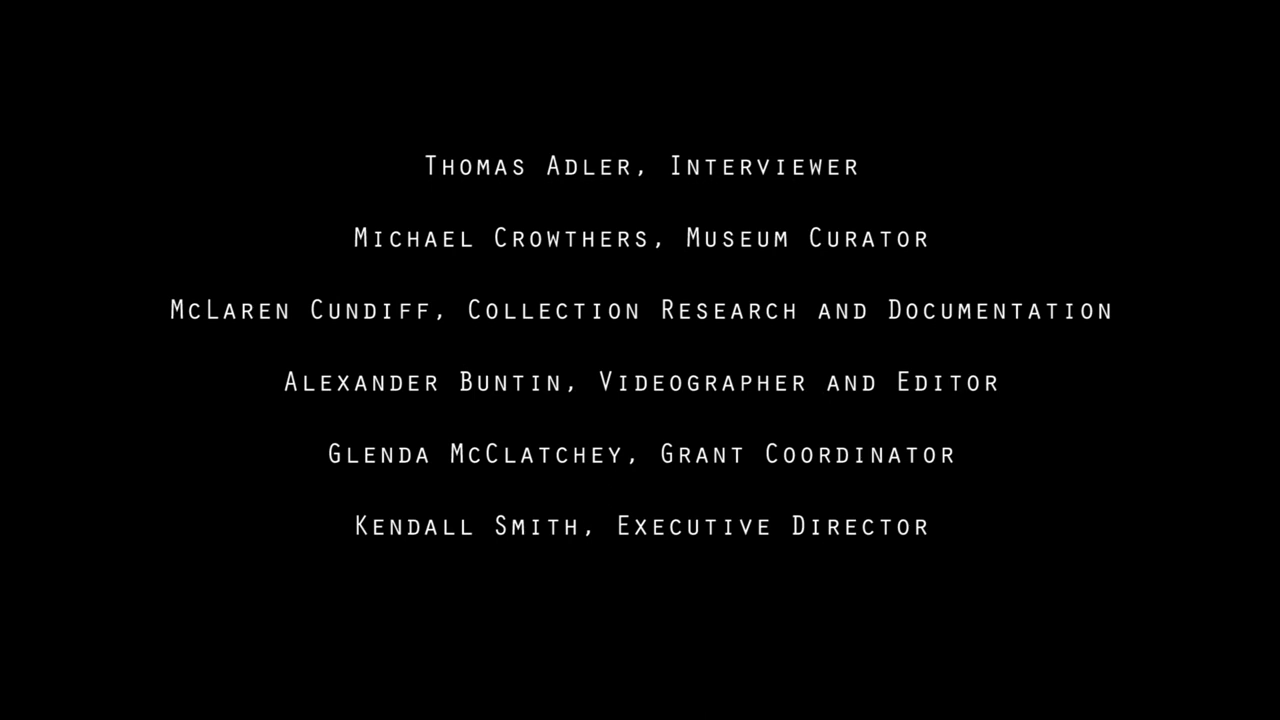 Thomas Adler, Interviewer
Michael Crowthers, Museum Curator
McLaren Cundiff, Collection Research and Documentation
Alexander Buntin, Videographer and Editor
Glenda McClatchey, Grant Coordinator
Kendall Smith, Executive Director